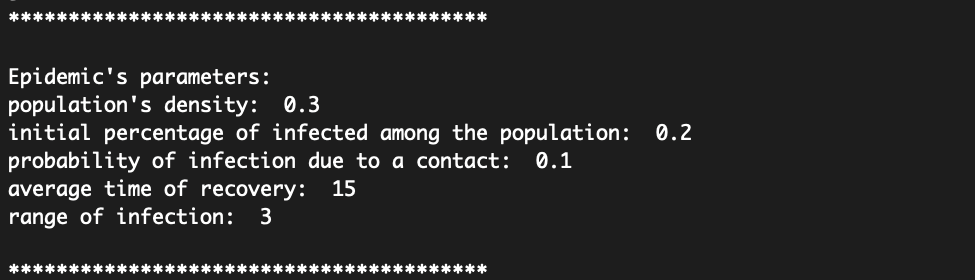 ****************************************
Epidemic's parameters:
population's density:  0.3
initial percentage of infected among the population:  0.2
probability of infection due to a contact:  0.1
average time of recovery:  15
range of infection:  3
****************************************